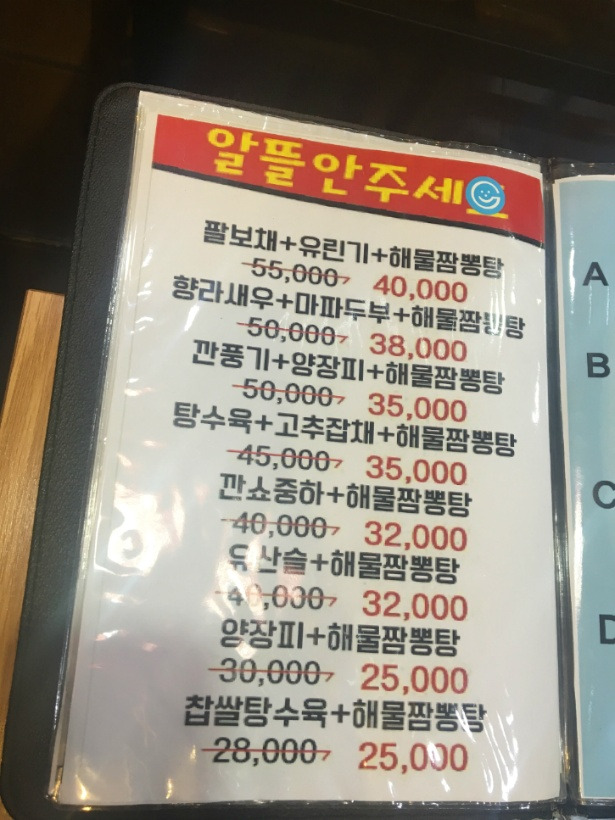 알뜰안주세트
팔보채+유린기+해물짬뽕탕
55,000 40,000
향라새우+마파두부+해물짬뽕탕
50,000 38,000
깐풍기+양장피+해물짬뽕탕
50,000 35,000
탕수육+고추잡채+해물짬뽕탕
45,000 35,000
깐쇼중하+해물짬뽕탕
40,000 32,000
유산슬+해물짬뽕탕
40,000 32,000
양장피+해물짬뽕탕
30,000 25,000
찹쌀탕수육+해물짬뽕탕
28,000 25,000
A
B
C
D